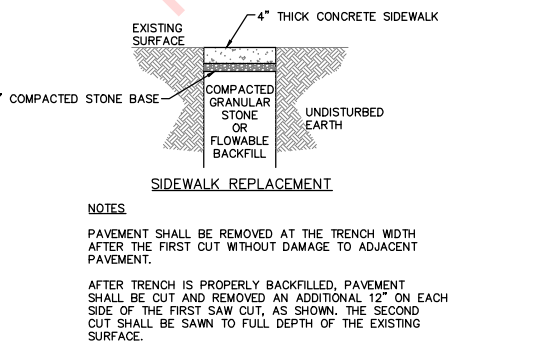 4" THICK CONCRETE SIDEWALK
EXISTING
SURFACE
" COMPACTED STONE BASE
COMPACTED
GRANULAR
STONE
OR
FLOWABLE
BACKFILL
UNDISTURBED
EARTH
SIDEWALK REPLACEMENT
NOTES
PAVEMENT SHALL BE REMOVED AT THE TRENCH WIDTH
AFTER THE FIRST CUT WITHOUT DAMAGE TO ADJACENT
PAVEMENT.
AFTER TRENCH IS PROPERLY BACKFILLED, PAVEMENT
SHALL BE CUT AND REMOVED AN ADDITIONAL 12" ON EACH
SIDE OF THE FIRST SAW CUT, AS SHOWN. THE SECOND
CUT SHALL BE SAWN TO FULL DEPTH OF THE EXISTING
SURFACE.